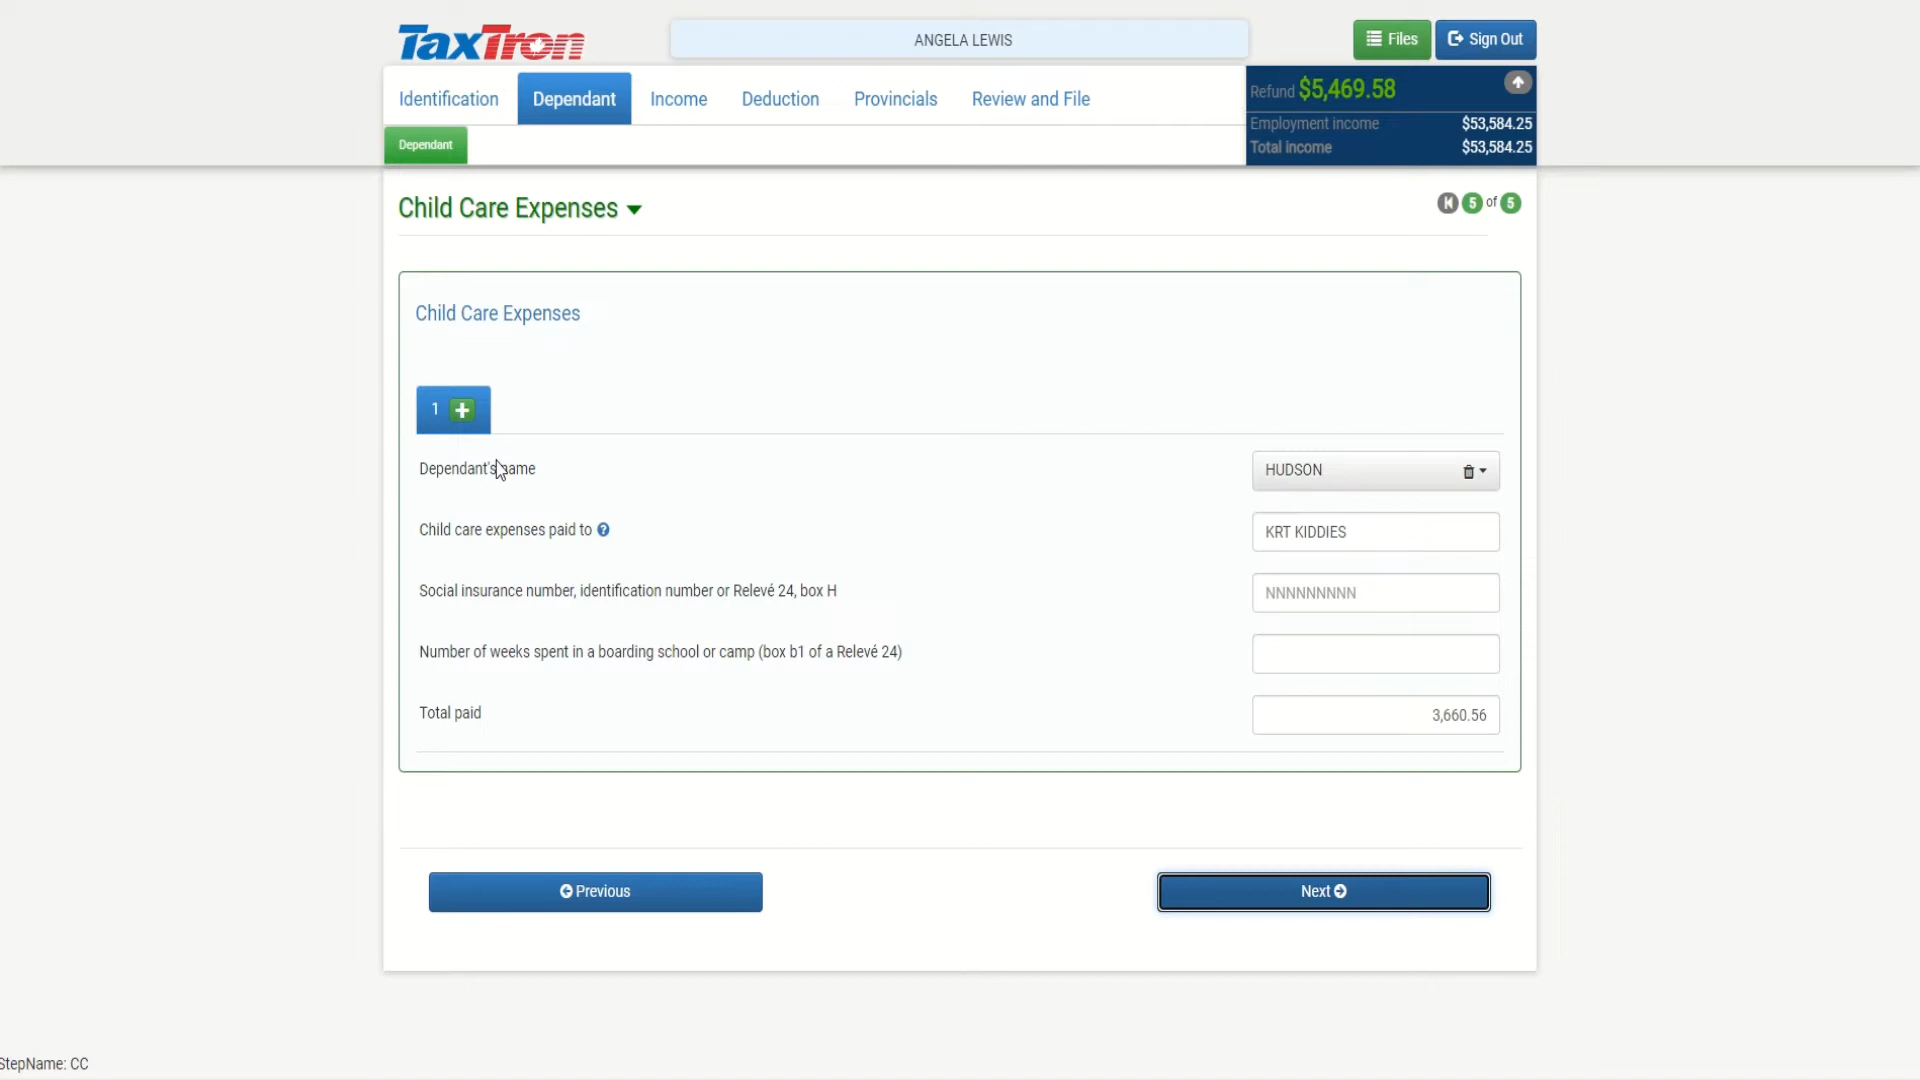 TaxTron
ANGELA LEWIS
Files
Sign Out
Identification
Dependant
Income
Deduction
Provincials
Review and File
Refund $5,469.58
Employment income $53,584.25
Total income $53,584.25
Dependant
Child Care Expenses
5 of 5
Child Care Expenses
1
Dependant's name
HUDSON
Child care expenses paid to ?
KRT KIDDIES
Social insurance number, identification number or Relevé 24, box H
NNNNNNNNN
Number of weeks spent in a boarding school or camp (box b1 of a Relevé 24)
Total paid
3,660.56
Previous
Next
StepName: CC